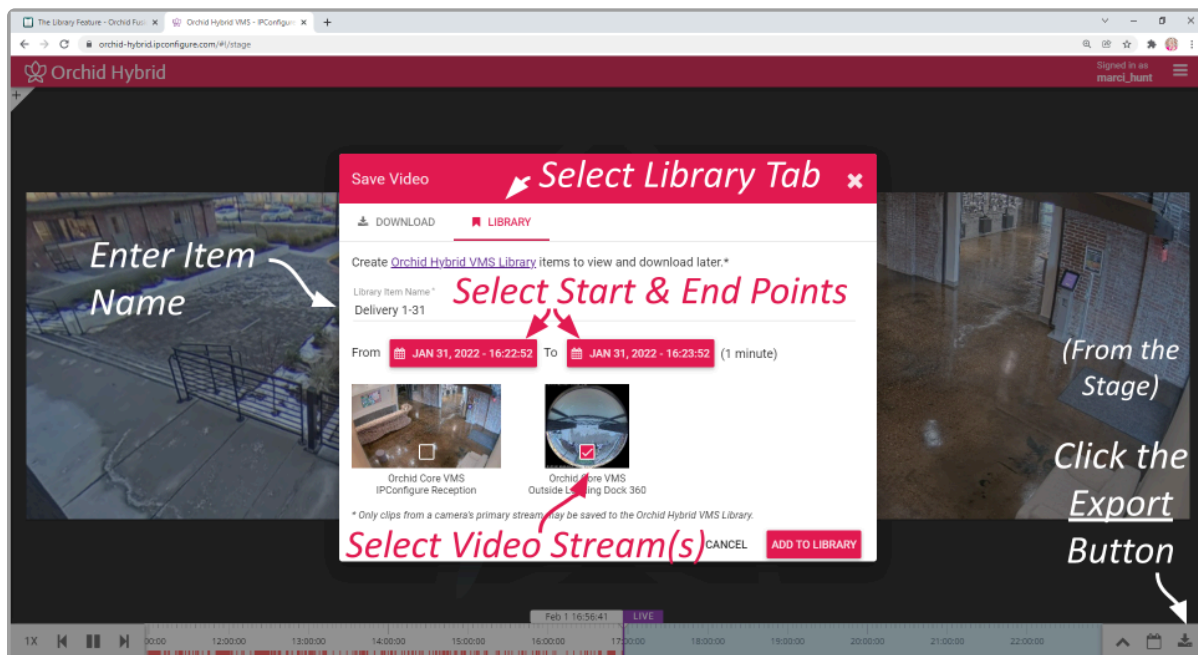 The Library Feature - Orchid Fusi
Orchid Hybrid VMS - IPConfigure
orchid-hybrid.ipconfigure.com/#!/stage
Orchid Hybrid
Signed in as
marci_hunt
Save Video
Select Library Tab
DOWNLOAD
LIBRARY
Enter Item
Name
Create Orchid Hybrid VMS Library items to view and download later.*
Library Item Name *
Select Start & End Points
Delivery 1-31
From JAN 31, 2022 - 16:22:52 To JAN 31, 2022 - 16:23:52 (1 minute)
(From the
Stage)
Orchid Core VMS
IPConfigure Reception
Orchid Core VMS
Outside Loading Dock 360
* Only clips from a camera's primary stream may be saved to the Orchid Hybrid VMS Library.
Select Video Stream(s)
CANCEL
ADD TO LIBRARY
Click the
Export
Button
Feb 1 16:56:41 LIVE
1X
00:00 12:00:00 13:00:00 14:00:00 15:00:00 16:00:00 17:00:00 18:00:00 19:00:00 20:00:00 21:00:00 22:00:00